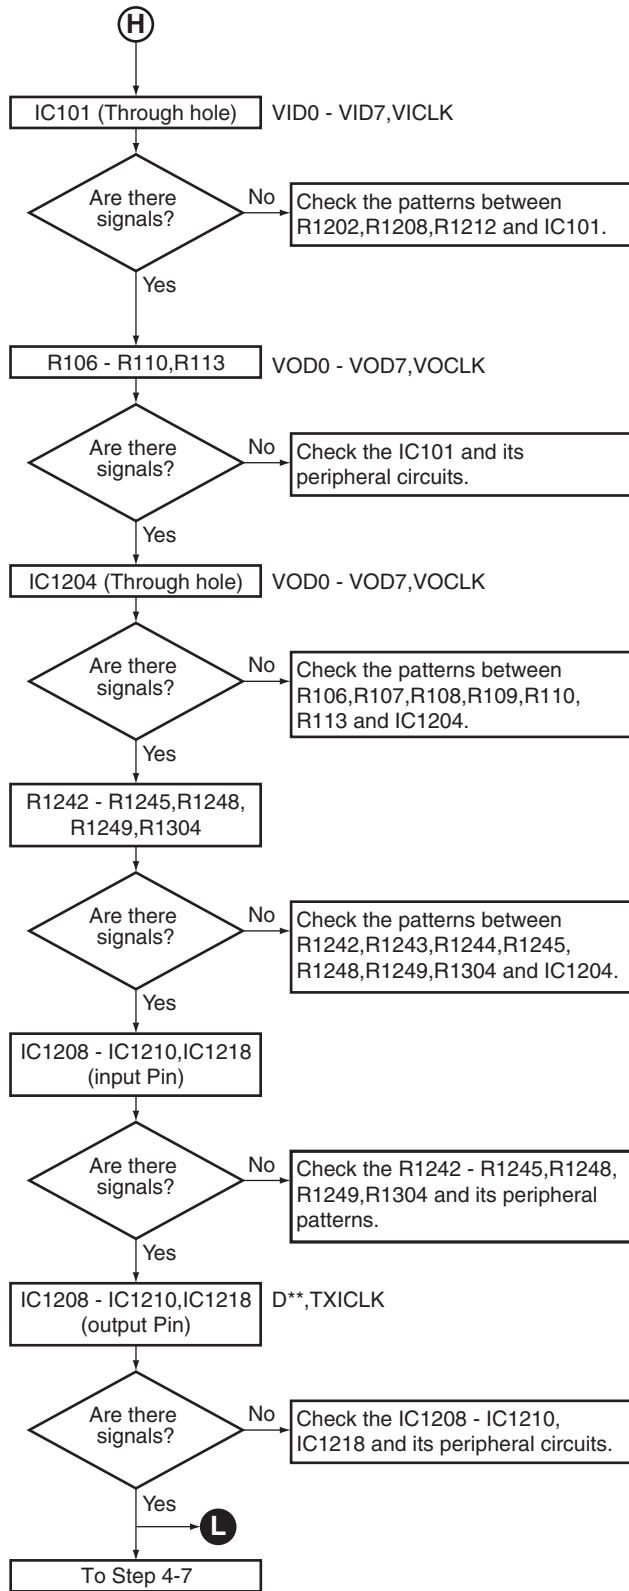 H
IC101 (Through hole) VID0 - VID7,VICLK
Are there
signals?
No
Check the patterns between
R1202,R1208,R1212 and IC101.
Yes
R106 - R110,R113 VOD0 - VOD7,VOCLK
Are there
signals?
No
Check the IC101 and its
peripheral circuits.
Yes
IC1204 (Through hole) VOD0 - VOD7,VOCLK
Are there
signals?
No
Check the patterns between
R106,R107,R108,R109,R110,
R113 and IC1204.
Yes
R1242 - R1245,R1248,
R1249,R1304
Are there
signals?
No
Check the patterns between
R1242,R1243,R1244,R1245,
R1248,R1249,R1304 and IC1204.
Yes
IC1208 - IC1210,IC1218
(input Pin)
Are there
signals?
No
Check the R1242 - R1245,R1248,
R1249,R1304 and its peripheral
patterns.
Yes
IC1208 - IC1210,IC1218 D**,TXICLK
(output Pin)
Are there
signals?
No
Check the IC1208 - IC1210,
IC1218 and its peripheral circuits.
Yes
L
To Step 4-7